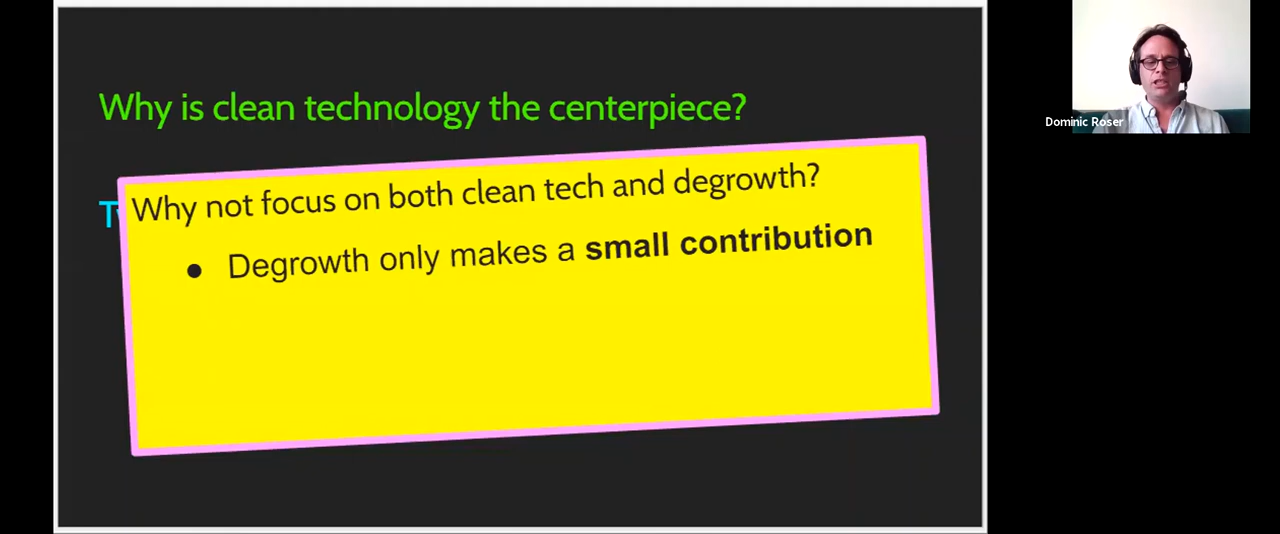 Why is clean technology the centerpiece?
Why not focus on both clean tech and degrowth?
● Degrowth only makes a small contribution
Dominic Roser